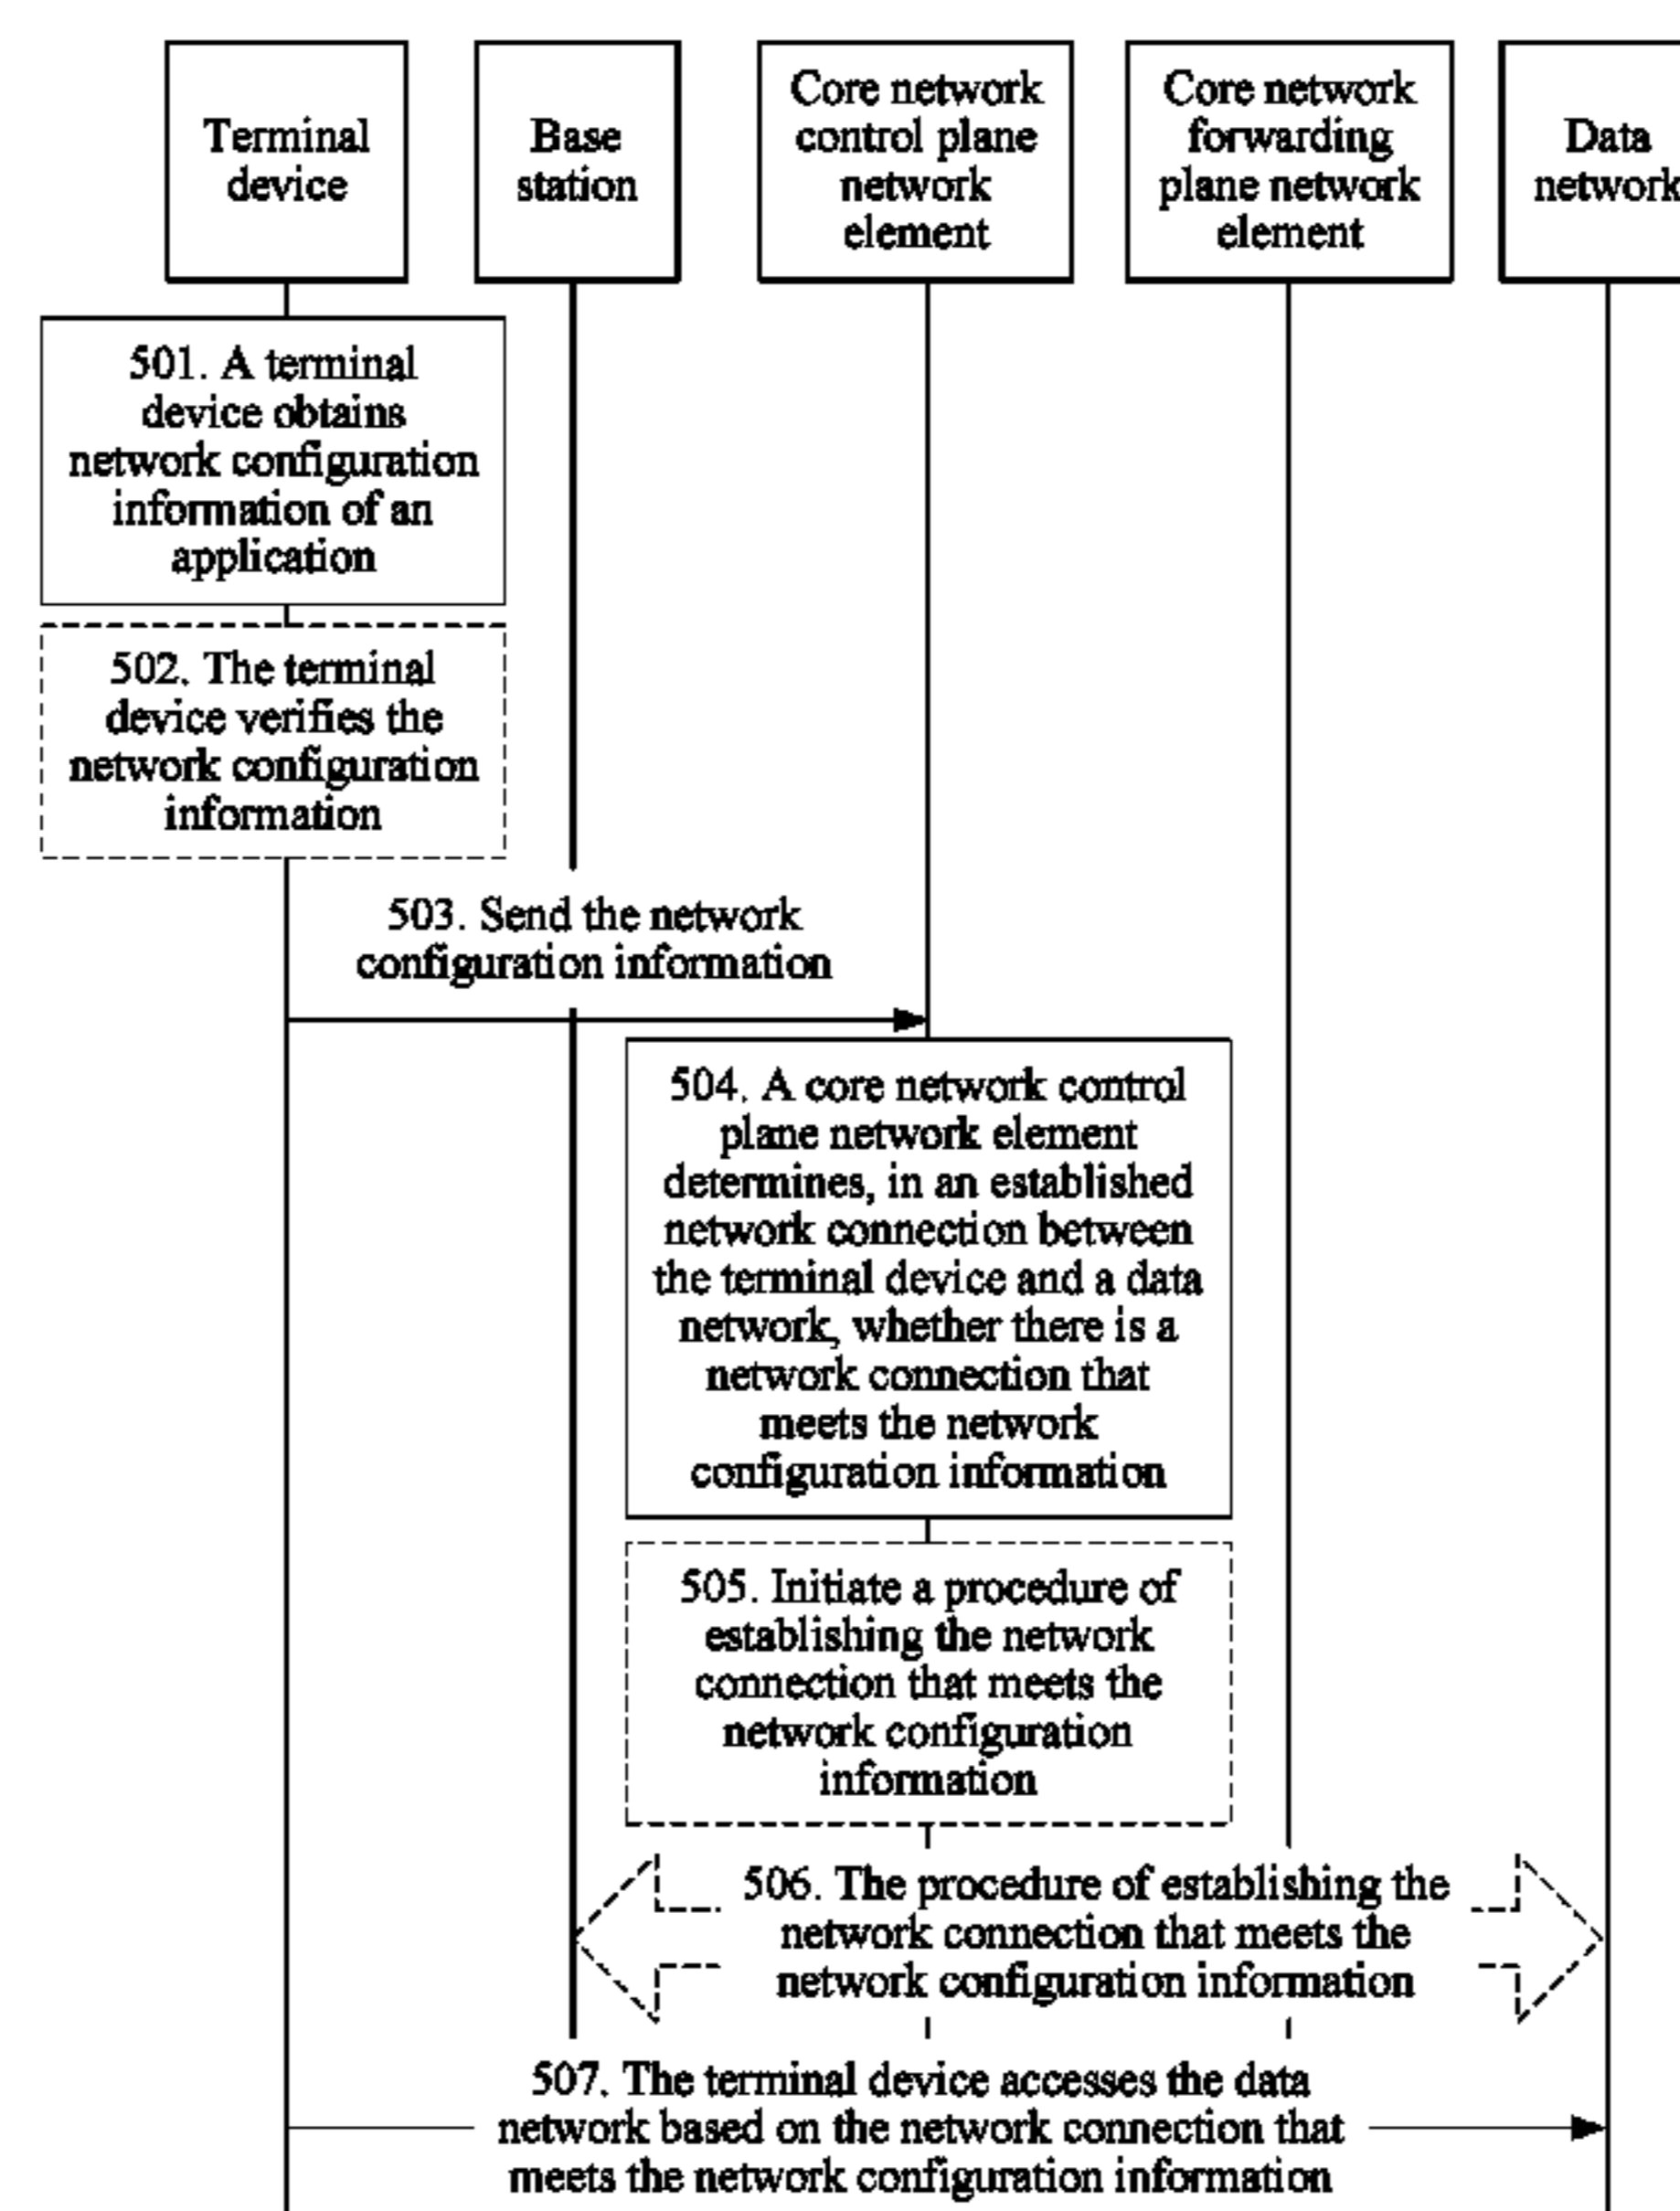 Terminal
device
Base
station
Core network
control plane
network
element
Core network
forwarding
plane network
element
Data
network
501. A terminal
device obtains
network configuration
information of an
application
502. The terminal
device verifies the
network configuration
information
503. Send the network
configuration information
504. A core network control
plane network element
determines, in an established
network connection between
the terminal device and a data
network, whether there is a
network connection that
meets the network
configuration information
505. Initiate a procedure of
establishing the network
connection that meets the
network configuration
information
506. The procedure of establishing the
network connection that meets the
network configuration information
507. The terminal device accesses the data
network based on the network connection that
meets the network configuration information